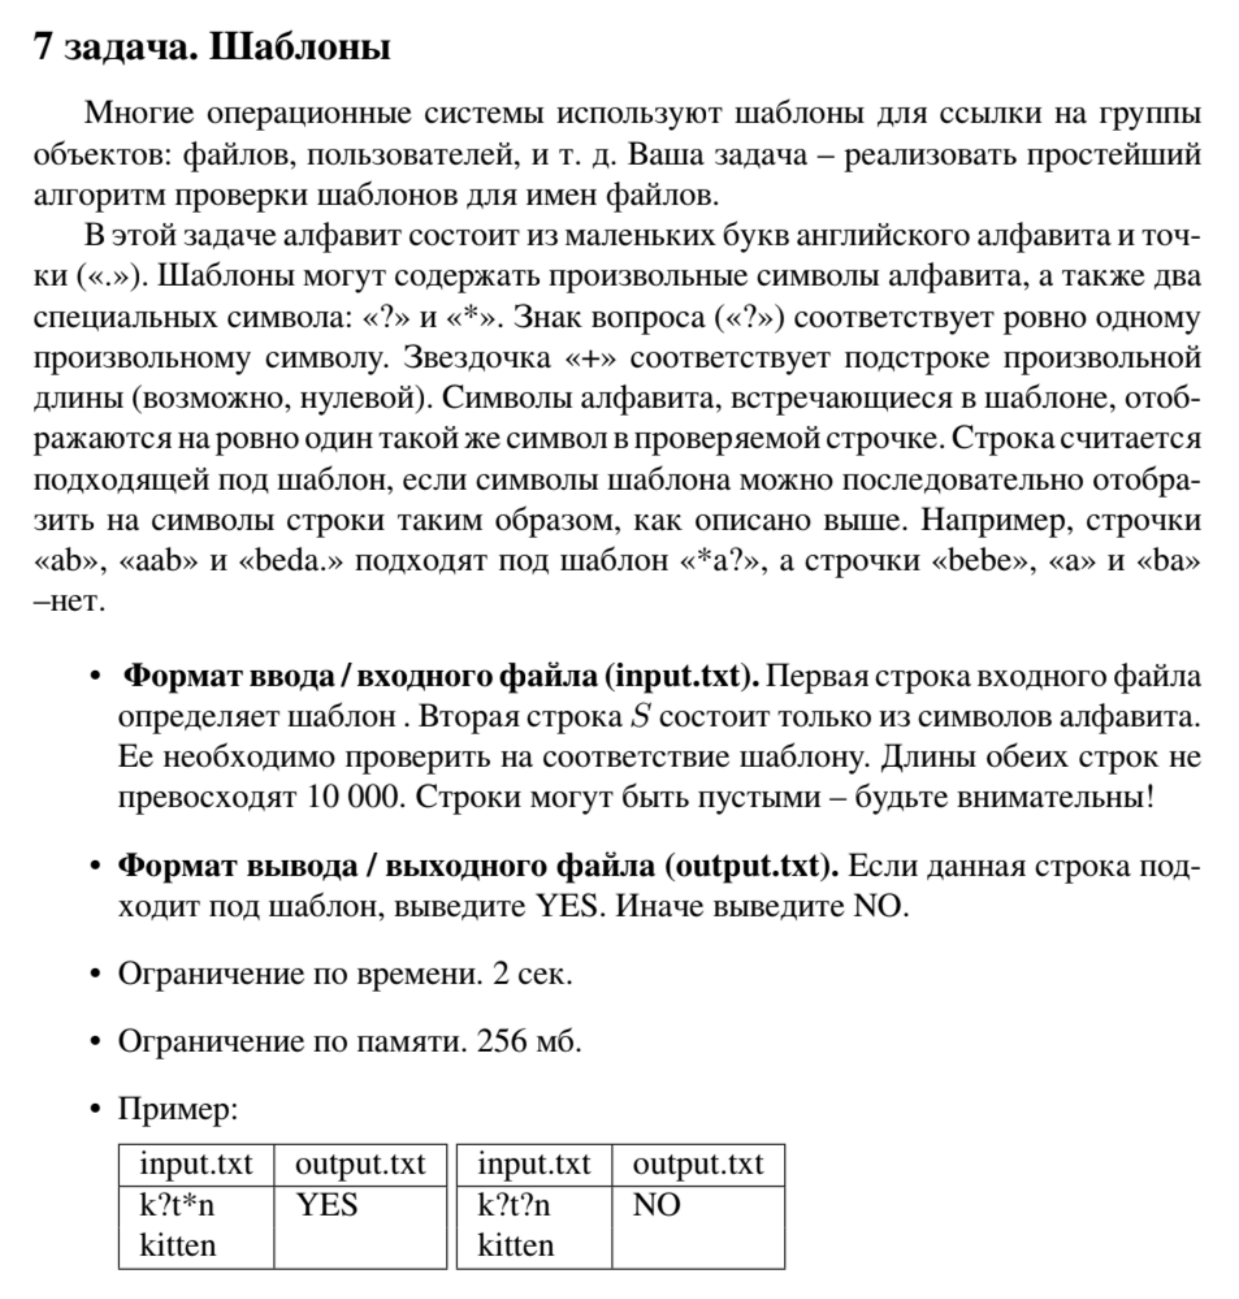 7 задача. Шаблоны
Многие операционные системы используют шаблоны для ссылки на группы
объектов: файлов, пользователей, и т. д. Ваша задача – реализовать простейший
алгоритм проверки шаблонов для имен файлов.
В этой задаче алфавит состоит из маленьких букв английского алфавита и точ-
ки («.»). Шаблоны могут содержать произвольные символы алфавита, а также два
специальных символа: «?» и «*». Знак вопроса («?») соответствует ровно одному
произвольному символу. Звездочка «+» соответствует подстроке произвольной
длины (возможно, нулевой). Символы алфавита, встречающиеся в шаблоне, отоб-
ражаются на ровно один такой же символ в проверяемой строчке. Строка считается
подходящей под шаблон, если символы шаблона можно последовательно отобра-
зить на символы строки таким образом, как описано выше. Например, строчки
«ab», «aab» и «beda.» подходят под шаблон «*a?», а строчки «bebe», «a» и «ba»
–нет.
• Формат ввода / входного файла (input.txt). Первая строка входного файла
определяет шаблон . Вторая строка S состоит только из символов алфавита.
Ее необходимо проверить на соответствие шаблону. Длины обеих строк не
превосходят 10 000. Строки могут быть пустыми – будьте внимательны!
• Формат вывода / выходного файла (output.txt). Если данная строка под-
ходит под шаблон, выведите YES. Иначе выведите NO.
• Ограничение по времени. 2 сек.
• Ограничение по памяти. 256 мб.
• Пример:
input.txt output.txt input.txt output.txt
k?t*n YES k?t?n NO
kitten kitten